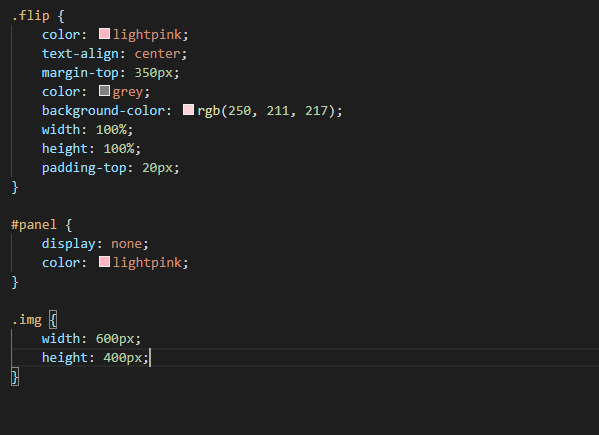 .flip {
color: lightpink;
text-align: center;
margin-top: 350px;
color: grey;
background-color: rgb(250, 211, 217);
width: 100%;
height: 100%;
padding-top: 20px;
}
#panel {
display: none;
color: lightpink;
}
.img {
width: 600px;
height: 400px;
}